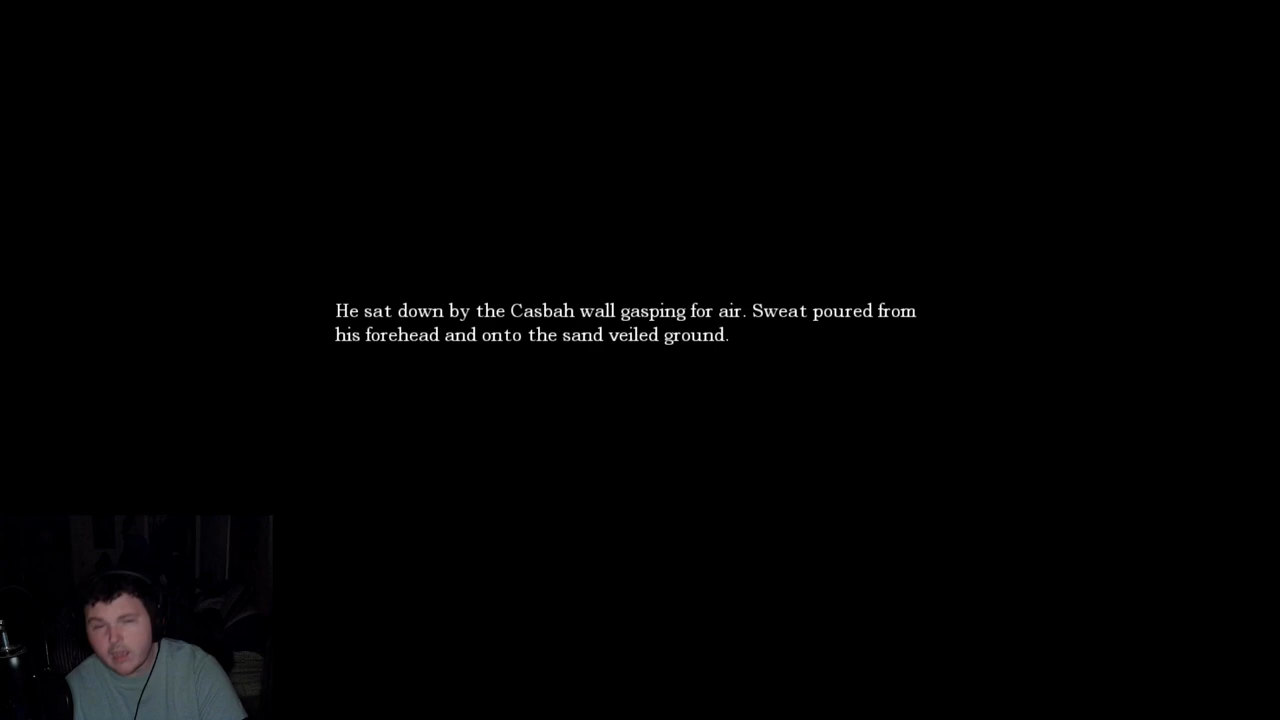 He sat down by the Casbah wall gasping for air. Sweat poured from
his forehead and onto the sand veiled ground.